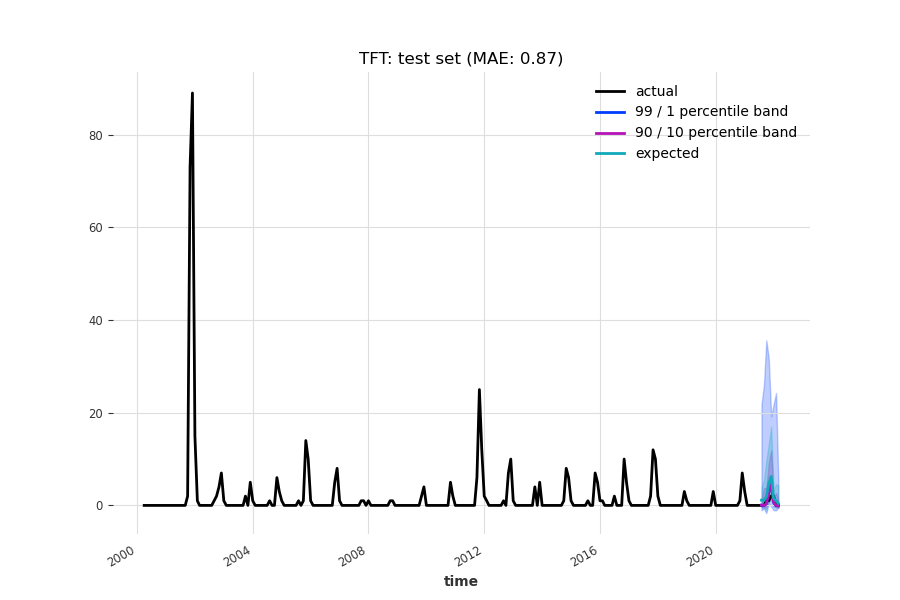 TFT: test set (MAE: 0.87)
actual
99 / 1 percentile band
90 / 10 percentile band
expected
80
60
40
20
0
2000
2004
2008
2012
2016
2020
time